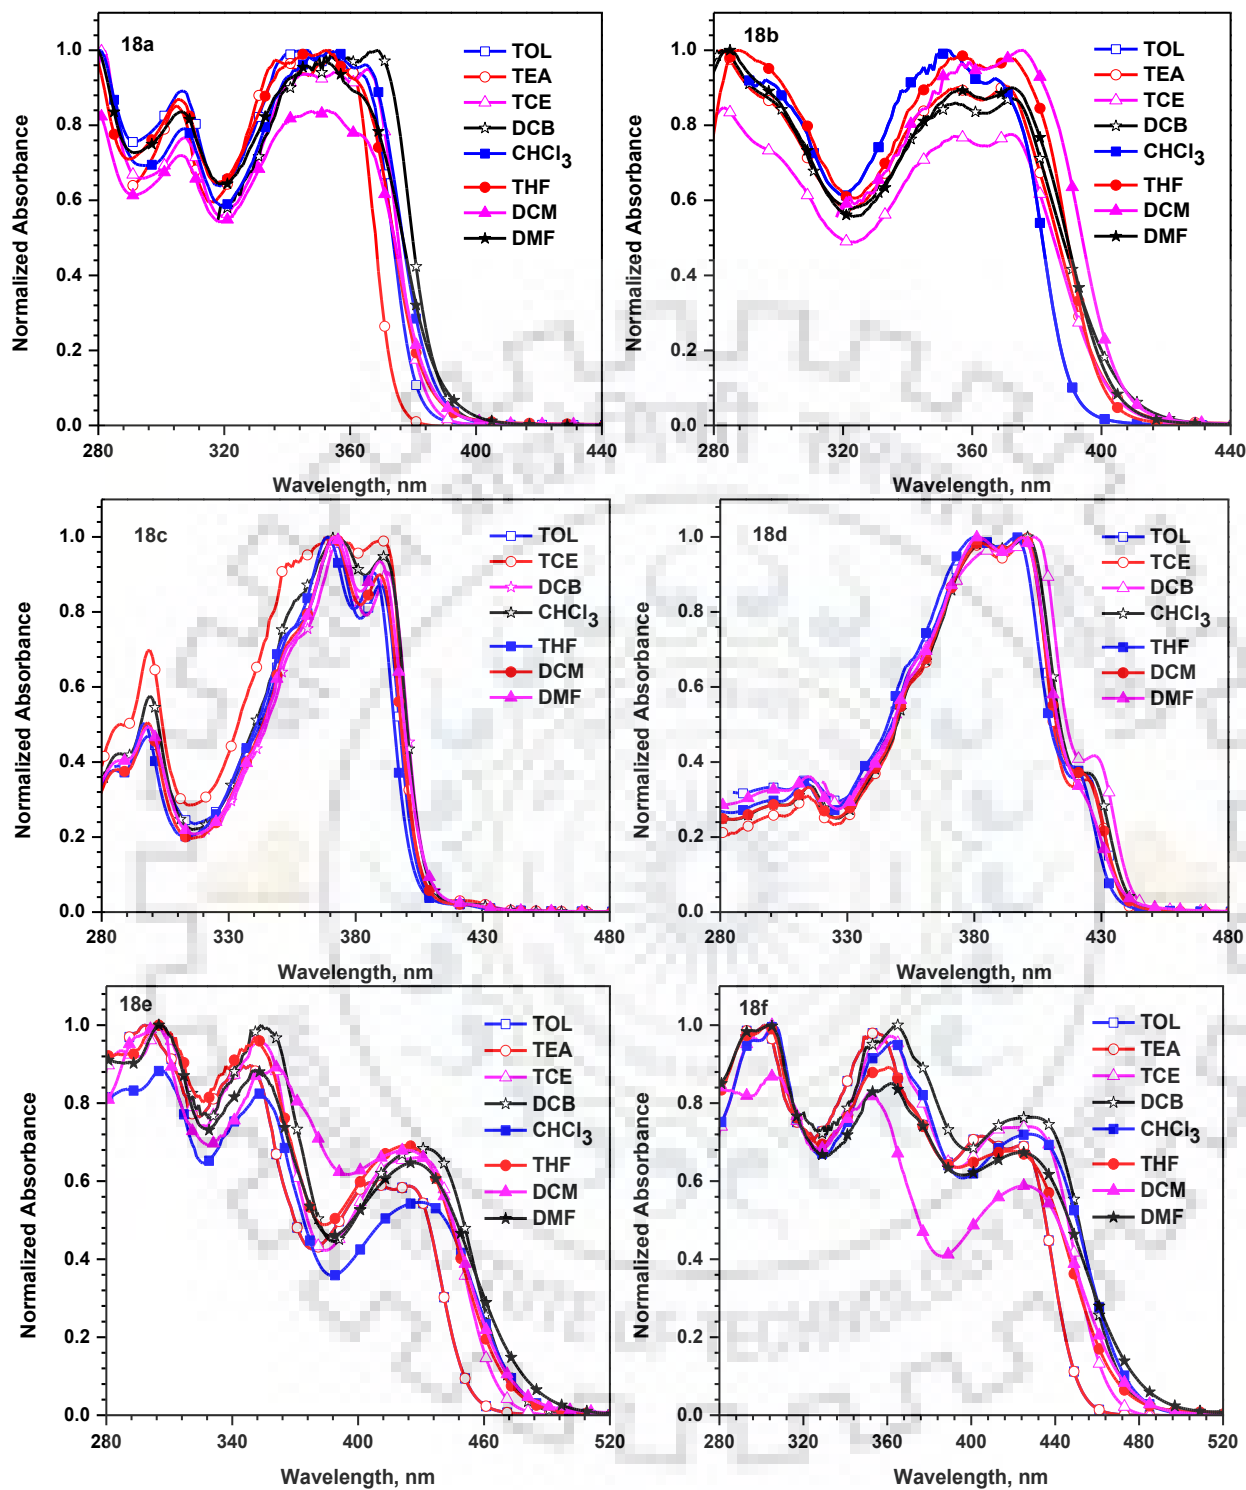 18a
TOL
TEA
TCE
DCB
CHCl3
THF
DCM
DMF
1.0
0.8
0.6
0.4
0.2
0.0
280 320 360 400 440
Normalized Absorbance
Wavelength, nm
18b
TOL
TEA
TCE
DCB
CHCl3
THF
DCM
DMF
1.0
0.8
0.6
0.4
0.2
0.0
280 320 360 400 440
Normalized Absorbance
Wavelength, nm
18c
TOL
TCE
DCB
CHCl3
THF
DCM
DMF
1.0
0.8
0.6
0.4
0.2
0.0
280 330 380 430 480
Normalized Absorbance
Wavelength, nm
18d
TOL
TCE
DCB
CHCl3
THF
DCM
DMF
1.0
0.8
0.6
0.4
0.2
0.0
280 330 380 430 480
Normalized Absorbance
Wavelength, nm
18e
TOL
TEA
TCE
DCB
CHCl3
THF
DCM
DMF
1.0
0.8
0.6
0.4
0.2
0.0
280 340 400 460 520
Normalized Absorbance
Wavelength, nm
18f
TOL
TEA
TCE
DCB
CHCl3
THF
DCM
DMF
1.0
0.8
0.6
0.4
0.2
0.0
280 320 360 400 440 480 520
Normalized Absorbance
Wavelength, nm